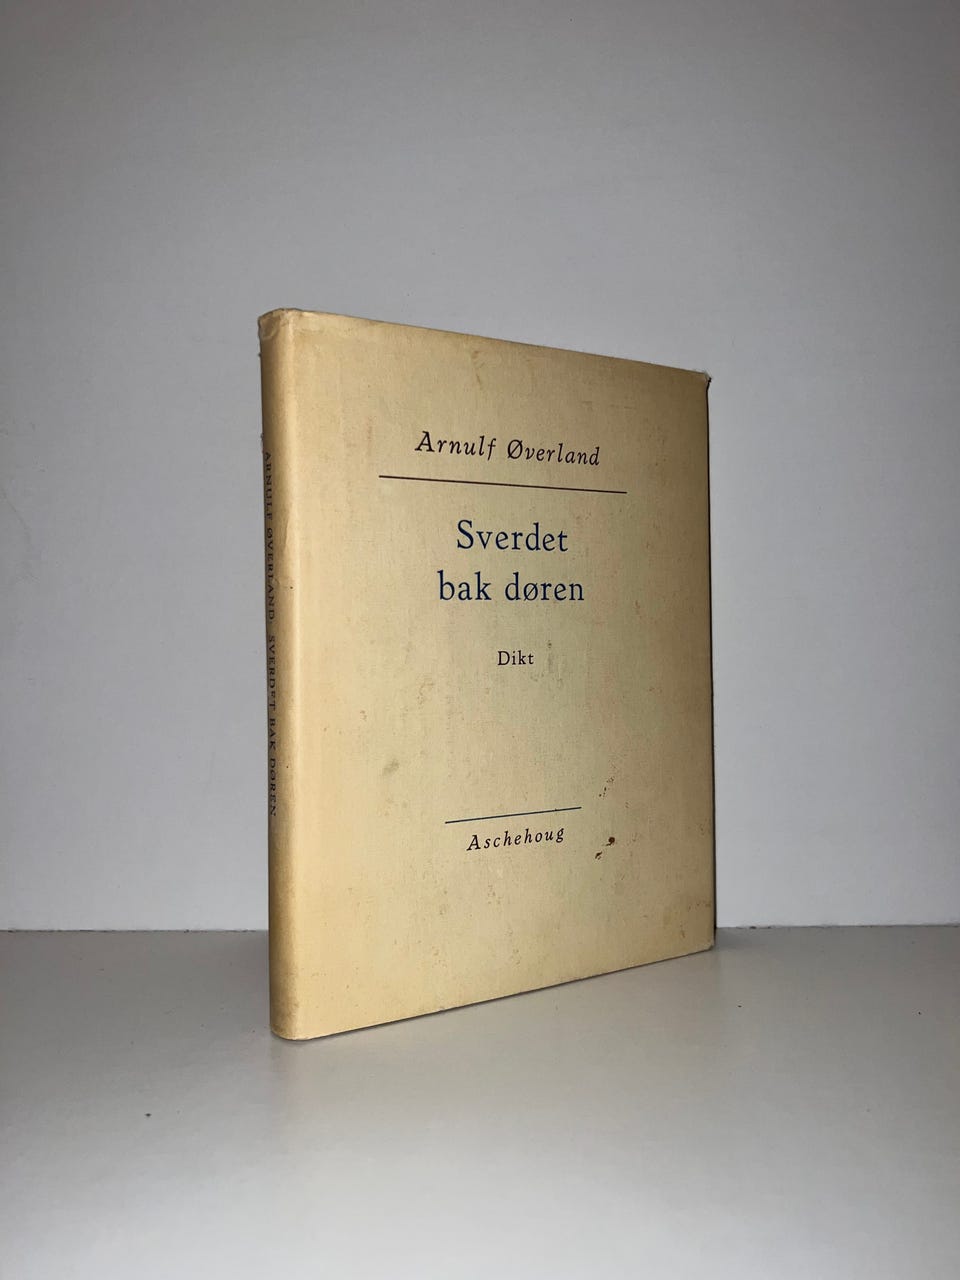 Arnulf Øverland
Sverdet
bak døren
Dikt
Aschehoug
ARNULF ØVERLAND SVERDET BAK DØREN